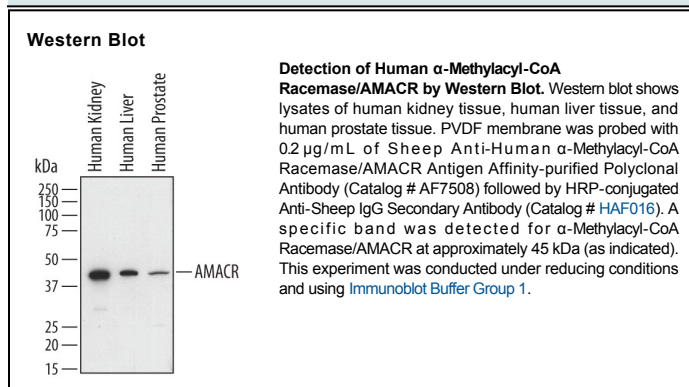 Western Blot
Human Kidney
Human Liver
Human Prostate
kDa
250
150
100
75
50
37
25
20
15
AMACR
Detection of Human α-Methylacyl-CoA
Racemase/AMACR by Western Blot. Western blot shows
lysates of human kidney tissue, human liver tissue, and
human prostate tissue. PVDF membrane was probed with
0.2 µg/mL of Sheep Anti-Human α-Methylacyl-CoA
Racemase/AMACR Antigen Affinity-purified Polyclonal
Antibody (Catalog # AF7508) followed by HRP-conjugated
Anti-Sheep IgG Secondary Antibody (Catalog # HAF016). A
specific band was detected for α-Methylacyl-CoA
Racemase/AMACR at approximately 45 kDa (as indicated).
This experiment was conducted under reducing conditions
and using Immunoblot Buffer Group 1.